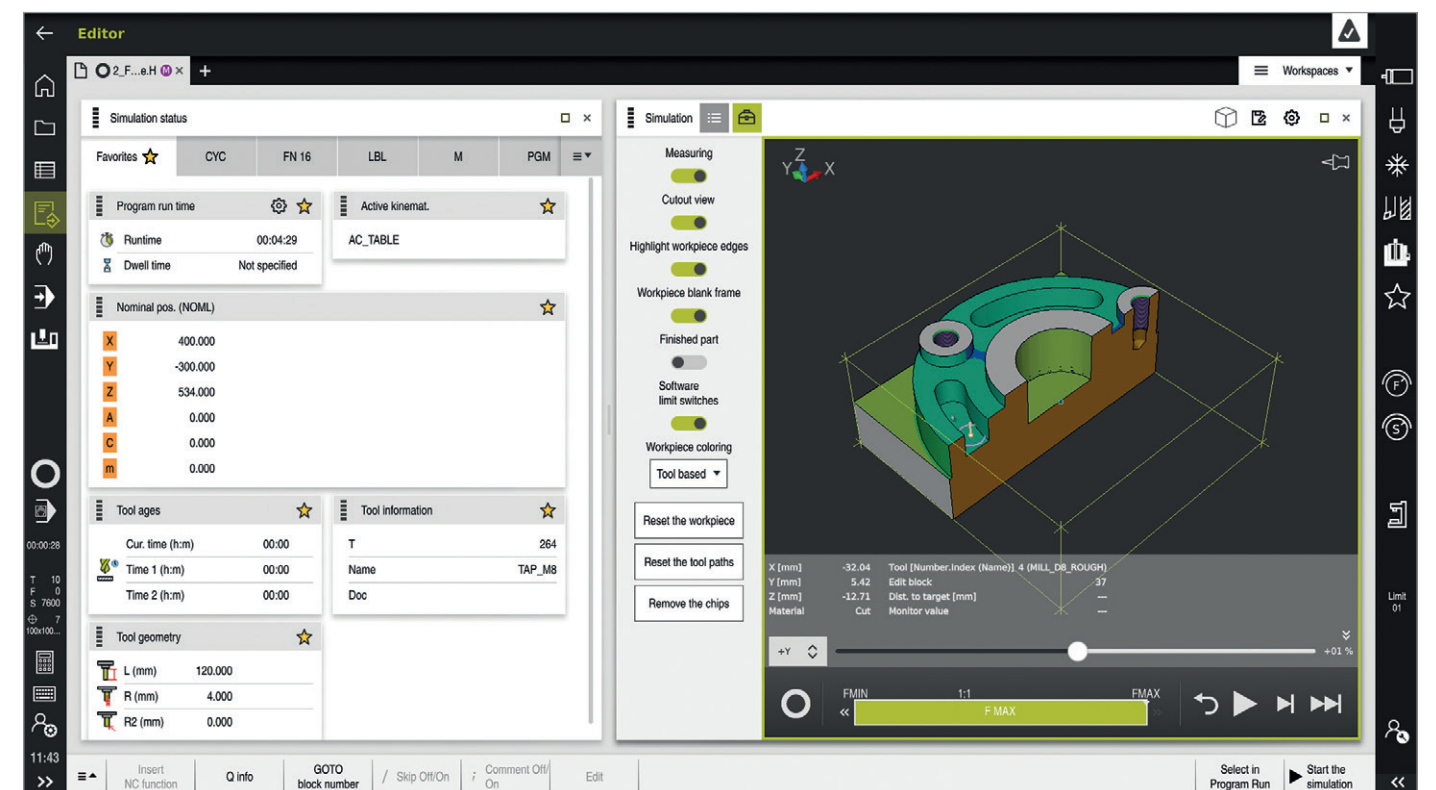 Editor
2_F...e.H M × +
Workspaces
Simulation status
Favorites CYC FN 16 LBL M PGM
Program run time
Runtime 00:04:29
Dwell time Not specified
Active kinemat.
AC_TABLE
Nominal pos. (NOML)
X 400.000
Y -300.000
Z 534.000
A 0.000
C 0.000
m 0.000
Tool ages
Cur. time (h:m) 00:00
Time 1 (h:m) 00:00
Time 2 (h:m) 00:00
Tool information
T 264
Name TAP_M8
Doc
Tool geometry
L (mm) 120.000
R (mm) 4.000
R2 (mm) 0.000
Simulation
Measuring
Cutout view
Highlight workpiece edges
Workpiece blank frame
Finished part
Software
limit switches
Workpiece coloring
Tool based
Reset the workpiece
Reset the tool paths
Remove the chips
Z
Y X
X [mm] -32.04 Tool [Number.Index (Name)] 4 (MILL_D8_ROUGH)
Y [mm] 5.42 Edit block 37
Z [mm] -12.71 Dist. to target [mm] ---
Material Cut Monitor value ---
+Y +01 %
FMIN 1:1 FMAX
F MAX
00:00:28
T 10
F 0
S 7600
7
100x100...
11:43
F
S
Limit
01
Insert
NC function
Q info
GOTO
block number
/ Skip Off/On
; Comment Off/
On
Edit
Select in
Program Run
Start the
simulation